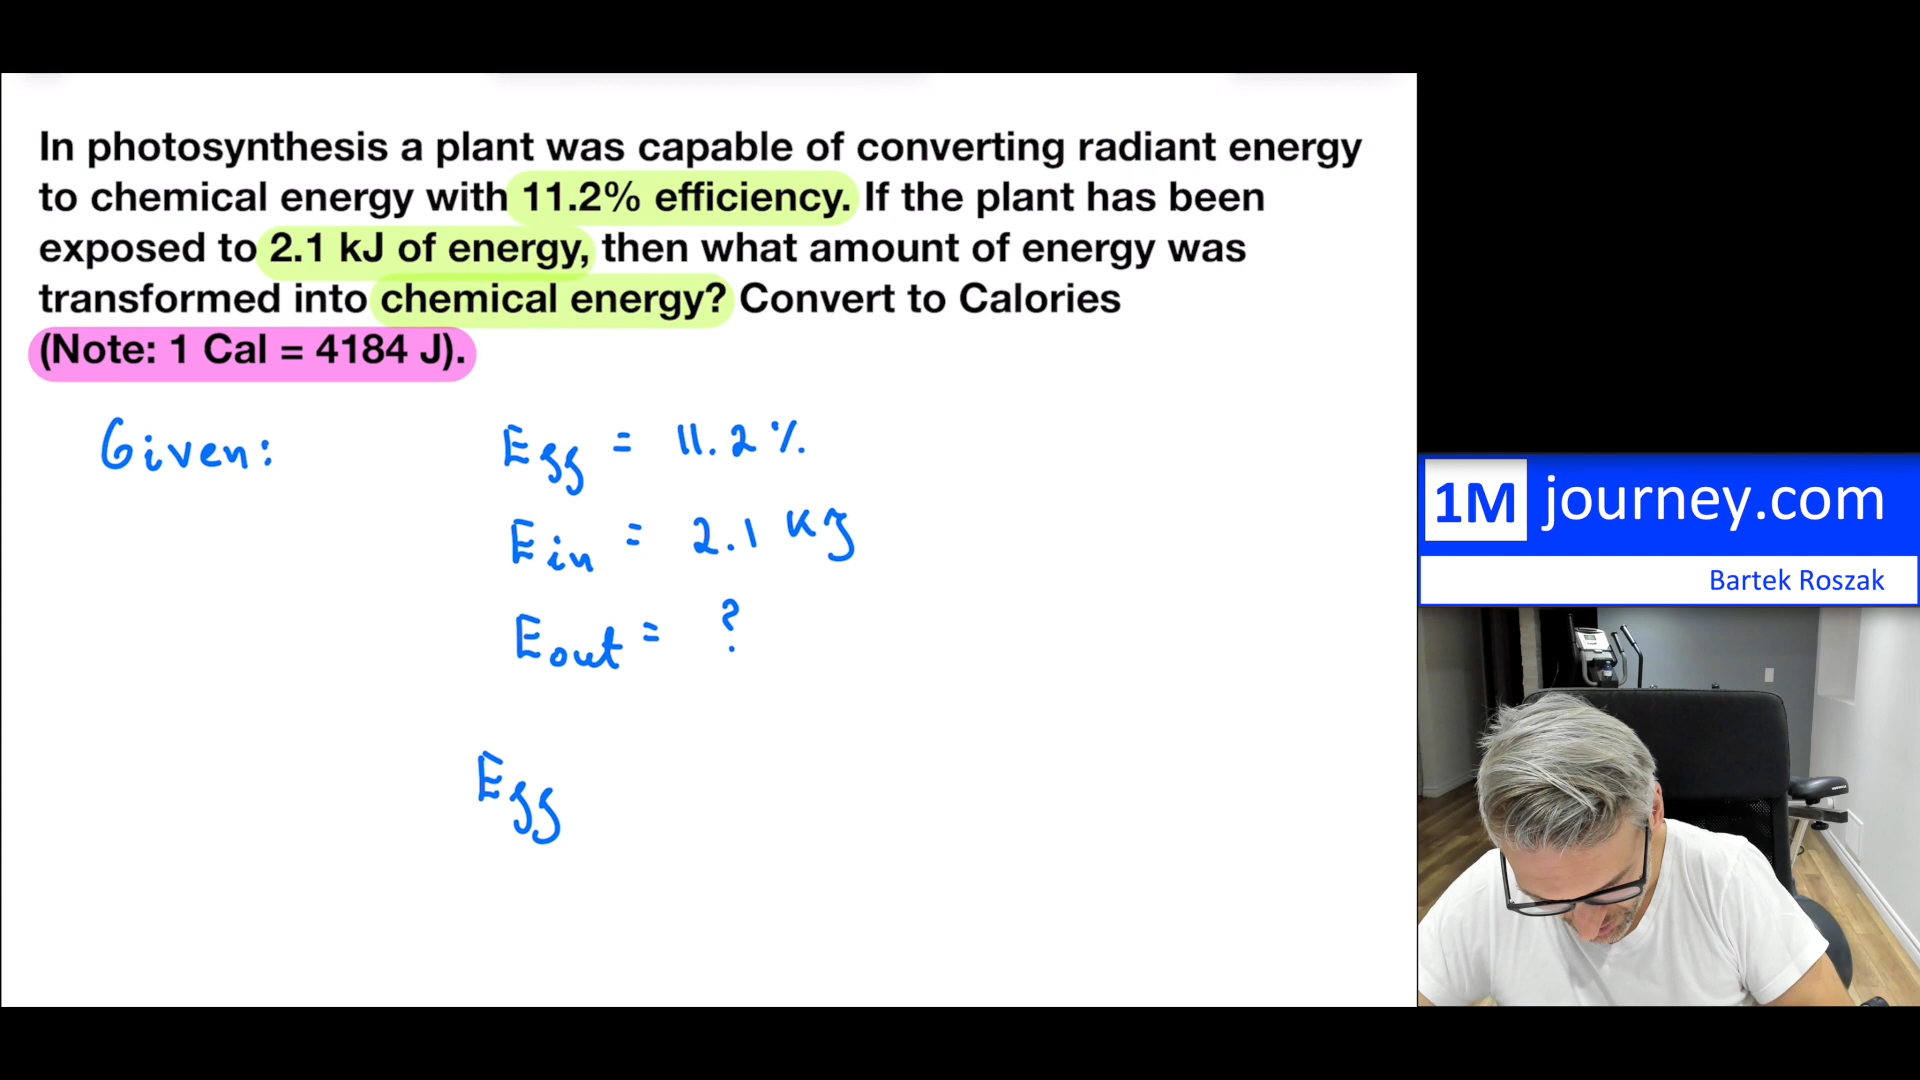 In photosynthesis a plant was capable of converting radiant energy
to chemical energy with 11.2% efficiency. If the plant has been
exposed to 2.1 kJ of energy, then what amount of energy was
transformed into chemical energy? Convert to Calories
(Note: 1 Cal = 4184 J).
Given: Eff = 11.2%
Ein = 2.1 kJ
Eout = ?
Eff
1M journey.com
Bartek Roszak